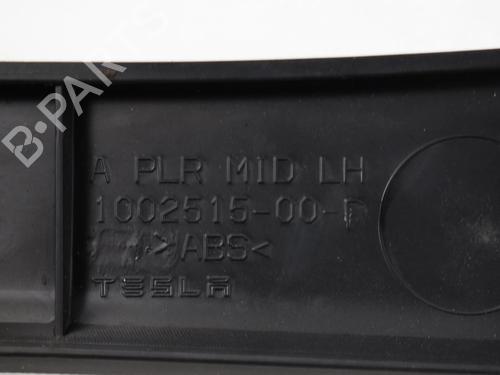 B-PARTS
A PLR MID LH
1002515-00-
>ABS<
TESLA